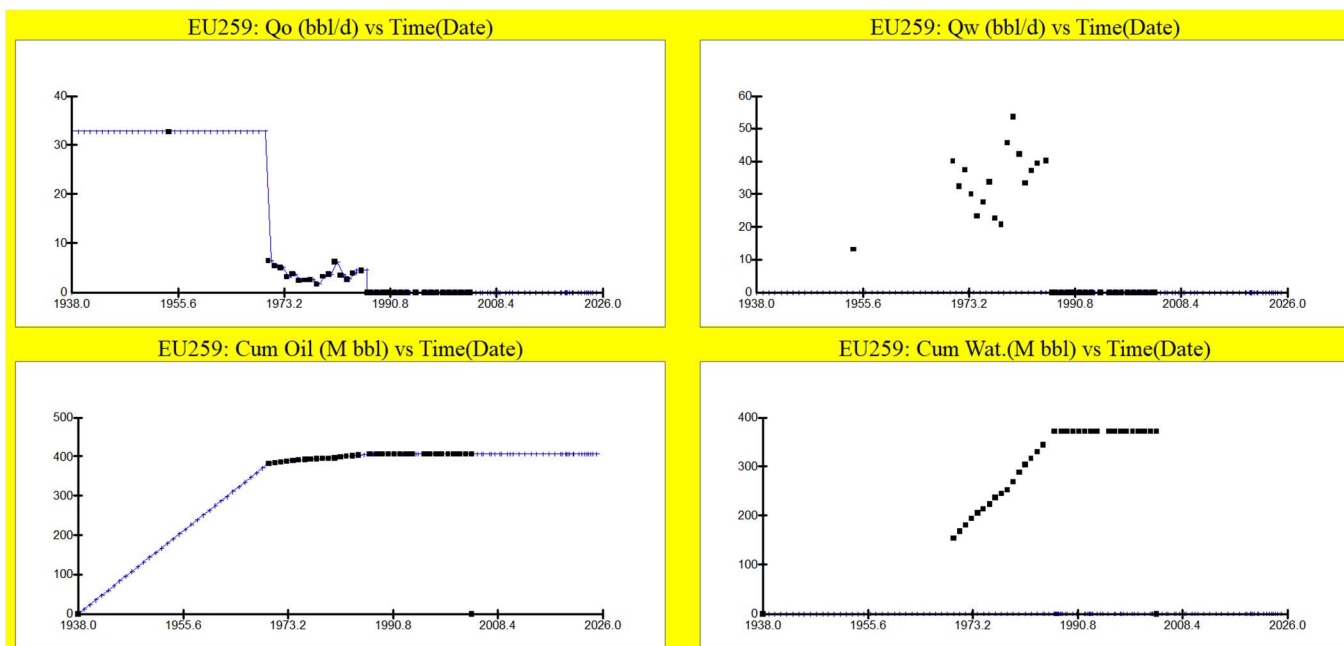 EU259: Qo (bbl/d) vs Time(Date)
40
30
20
10
0
1938.0 1955.6 1973.2 1990.8 2008.4 2026.0
EU259: Qw (bbl/d) vs Time(Date)
60
50
40
30
20
10
0
1938.0 1955.6 1973.2 1990.8 2008.4 2026.0
EU259: Cum Oil (M bbl) vs Time(Date)
500
400
300
200
100
0
1938.0 1955.6 1973.2 1990.8 2008.4 2026.0
EU259: Cum Wat.(M bbl) vs Time(Date)
400
300
200
100
0
1938.0 1955.6 1973.2 1990.8 2008.4 2026.0